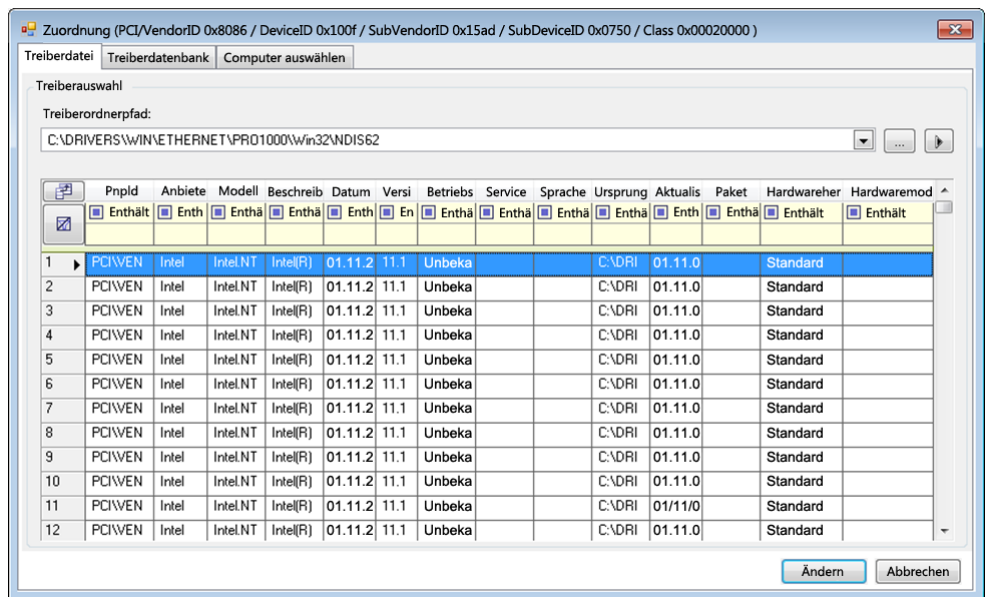 Zuordnung (PCI/VendorID 0x8086 / DeviceID 0x100f / SubVendorID 0x15ad / SubDeviceID 0x0750 / Class 0x00020000 )
Treiberdatei Treiberdatenbank Computer auswählen
Treiberauswahl
Treiberordnerpfad:
C:\DRIVERS\WIN\ETHERNET\PRO1000\Win32\NDIS62 ...
PnpId Anbiete Modell Beschreib Datum Versi Betriebs Service Sprache Ursprung Aktualis Paket Hardwareher Hardwaremod
Enthält Enth Enthä Enthä Enth En Enthä Enthä Enthä Enthä Enth Enthä Enthält Enthält
1 PCI\VEN Intel Intel.NT Intel(R) 01.11.2 11.1 Unbeka C:\DRI 01.11.0 Standard
2 PCI\VEN Intel Intel.NT Intel(R) 01.11.2 11.1 Unbeka C:\DRI 01.11.0 Standard
3 PCI\VEN Intel Intel.NT Intel(R) 01.11.2 11.1 Unbeka C:\DRI 01.11.0 Standard
4 PCI\VEN Intel Intel.NT Intel(R) 01.11.2 11.1 Unbeka C:\DRI 01.11.0 Standard
5 PCI\VEN Intel Intel.NT Intel(R) 01.11.2 11.1 Unbeka C:\DRI 01.11.0 Standard
6 PCI\VEN Intel Intel.NT Intel(R) 01.11.2 11.1 Unbeka C:\DRI 01.11.0 Standard
7 PCI\VEN Intel Intel.NT Intel(R) 01.11.2 11.1 Unbeka C:\DRI 01.11.0 Standard
8 PCI\VEN Intel Intel.NT Intel(R) 01.11.2 11.1 Unbeka C:\DRI 01.11.0 Standard
9 PCI\VEN Intel Intel.NT Intel(R) 01.11.2 11.1 Unbeka C:\DRI 01.11.0 Standard
10 PCI\VEN Intel Intel.NT Intel(R) 01.11.2 11.1 Unbeka C:\DRI 01.11.0 Standard
11 PCI\VEN Intel Intel.NT Intel(R) 01.11.2 11.1 Unbeka C:\DRI 01/11/0 Standard
12 PCI\VEN Intel Intel.NT Intel(R) 01.11.2 11.1 Unbeka C:\DRI 01.11.0 Standard
Ändern Abbrechen